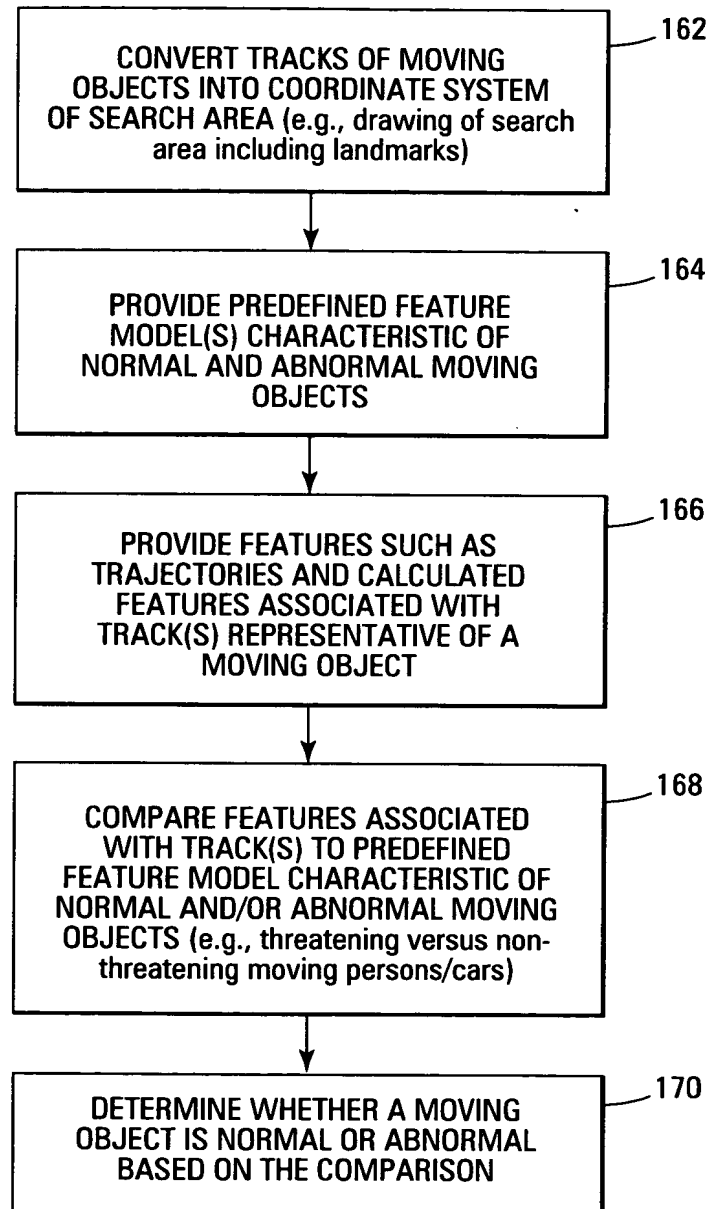 162
CONVERT TRACKS OF MOVING
OBJECTS INTO COORDINATE SYSTEM
OF SEARCH AREA (e.g., drawing of search
area including landmarks)
164
PROVIDE PREDEFINED FEATURE
MODEL(S) CHARACTERISTIC OF
NORMAL AND ABNORMAL MOVING
OBJECTS
166
PROVIDE FEATURES SUCH AS
TRAJECTORIES AND CALCULATED
FEATURES ASSOCIATED WITH
TRACK(S) REPRESENTATIVE OF A
MOVING OBJECT
168
COMPARE FEATURES ASSOCIATED
WITH TRACK(S) TO PREDEFINED
FEATURE MODEL CHARACTERISTIC OF
NORMAL AND/OR ABNORMAL MOVING
OBJECTS (e.g., threatening versus non-
threatening moving persons/cars)
170
DETERMINE WHETHER A MOVING
OBJECT IS NORMAL OR ABNORMAL
BASED ON THE COMPARISON